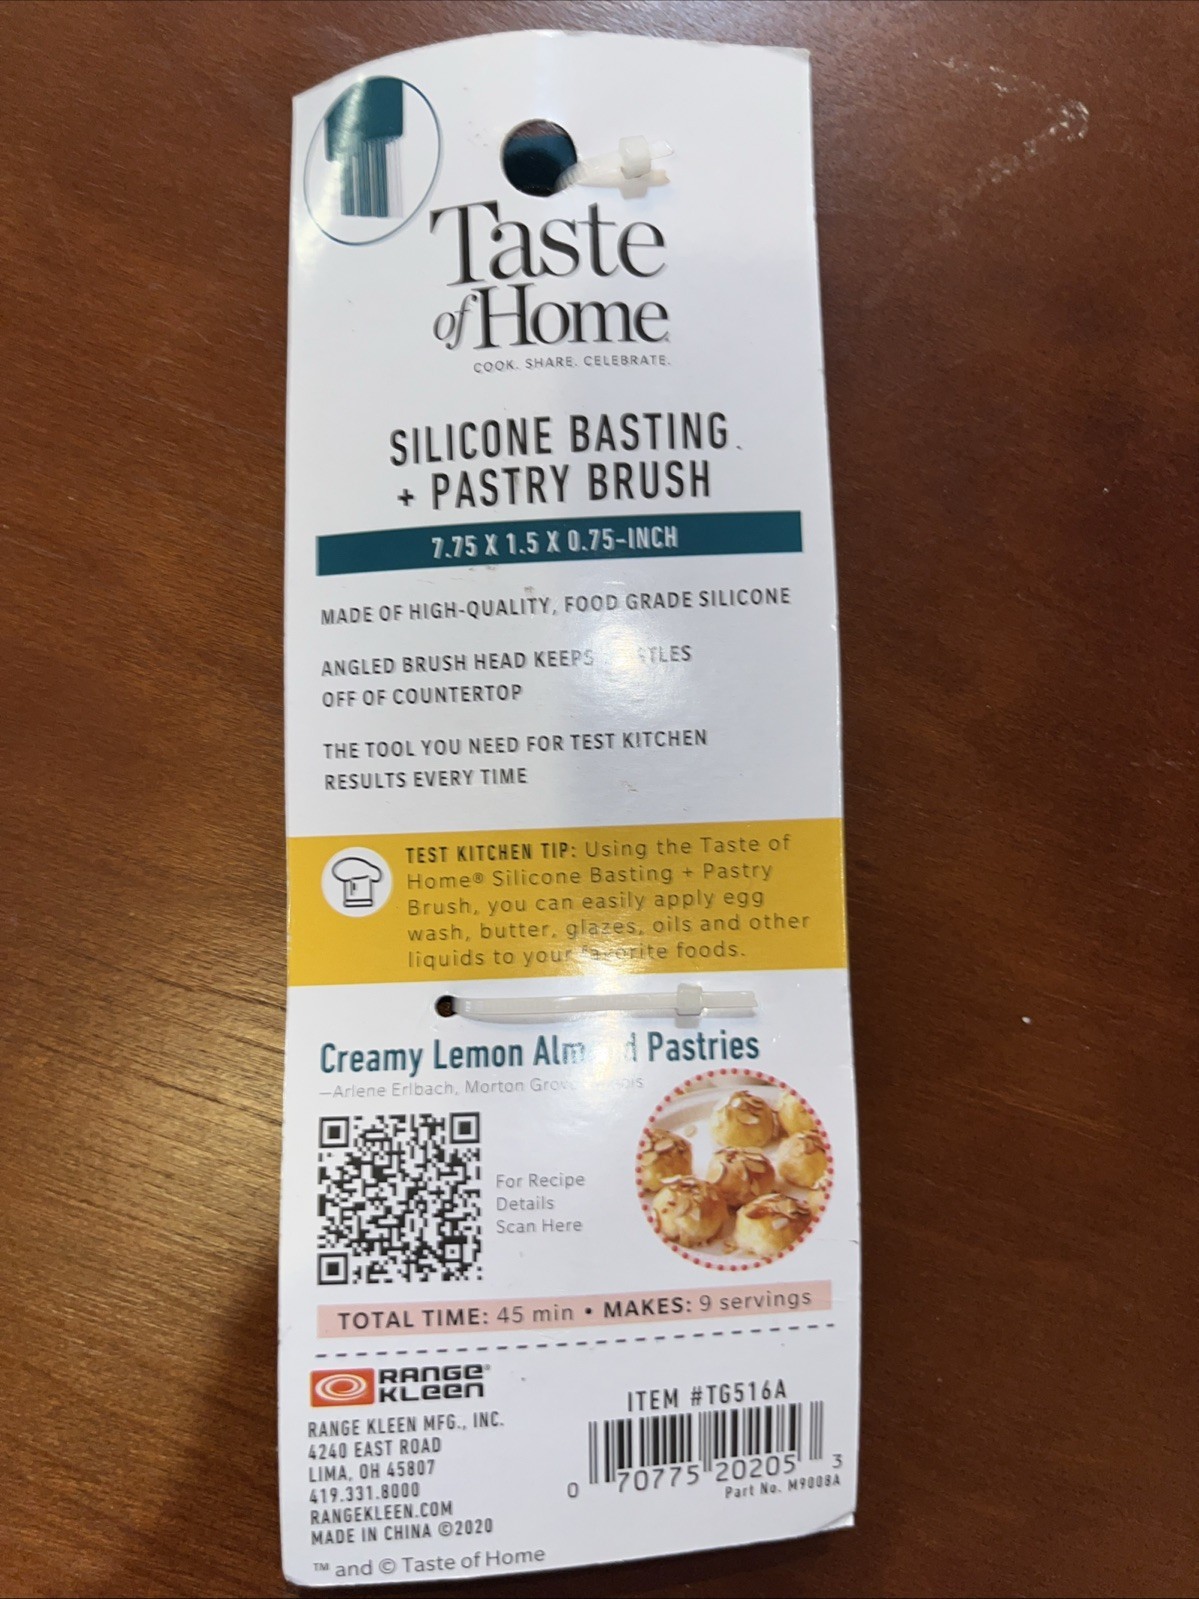 Taste
of Home
COOK. SHARE. CELEBRATE.
SILICONE BASTING
+ PASTRY BRUSH
7.75 X 1.5 X 0.75-INCH
MADE OF HIGH-QUALITY, FOOD GRADE SILICONE
ANGLED BRUSH HEAD KEEPS
OFF OF COUNTERTOP
THE TOOL YOU NEED FOR TEST KITCHEN
RESULTS EVERY TIME
TEST KITCHEN TIP: Using the Taste of
Home® Silicone Basting + Pastry
Brush, you can easily apply egg
wash, butter, glazes, oils and other
liquids to your favorite foods.
Creamy Lemon Almond Pastries
—Arlene Erlbach, Morton Grove, Illinois
For Recipe
Details
Scan Here
TOTAL TIME: 45 min • MAKES: 9 servings
RANGE
KLEEN®
RANGE KLEEN MFG., INC.
4240 EAST ROAD
LIMA, OH 45807
419.331.8000
RANGEKLEEN.COM
MADE IN CHINA ©2020
™ and © Taste of Home
ITEM #TG516A
0 70775 20205 3
Part No. M9008A